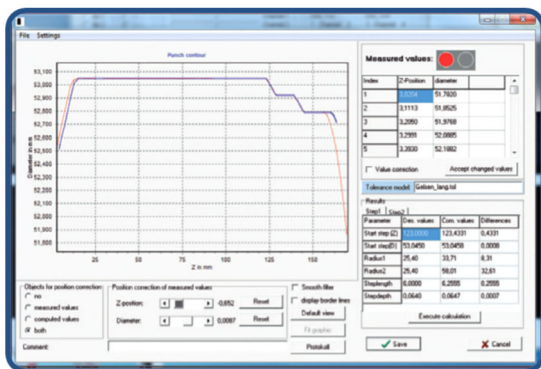 File Settings
Punch contour
Diameter in mm
53,100
53,000
52,900
52,800
52,700
52,600
52,500
52,400
52,300
52,200
52,100
52,000
51,900
51,800
25 50 75 100 125 150
Z in mm
Measured values:
Index Z-Position diameter
1 3,0204 51,7820
2 3,1113 51,8525
3 3,2050 51,9768
4 3,2991 52,0885
5 3,3930 52,1862
Value correction Accept changed values
Tolerance model Gelsen_lang.tol
Results
Step1 Step2
Parameter Des. values Com. values Differences
Start step (Z) 123,0000 123,4331 0,4331
Start step(D) 53,0450 53,0458 0,0008
Radius1 25,40 33,71 8,31
Radius2 25,40 58,01 32,61
Steplength 6,0000 6,2555 0,2555
Stepdepth 0,0640 0,0647 0,0007
Execute calculation
Objects for position correction:
no
measured values
computed values
both
Position correction of measured values
Z-position: -0,652 Reset
Diameter: 0,0087 Reset
Smooth filter
display border lines
Default view
Fit graphic
Protokoll
Comment:
Save Cancel